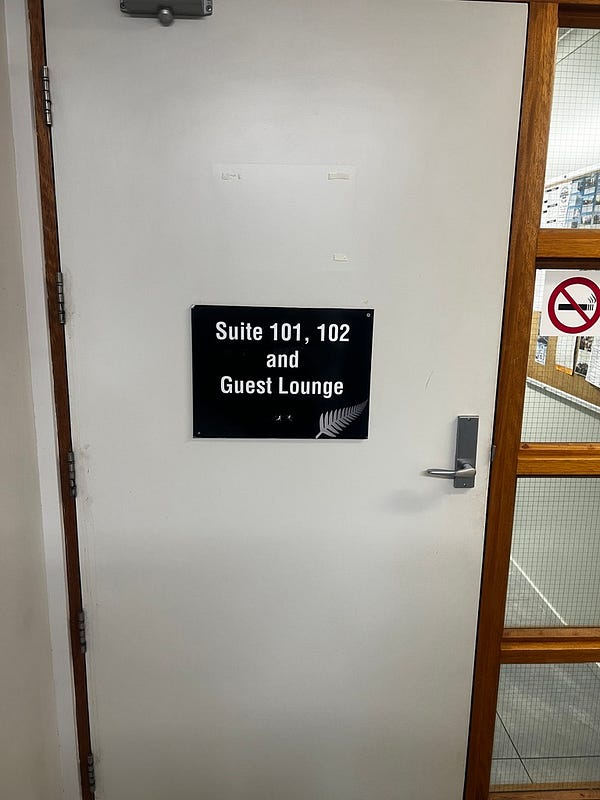 Suite 101, 102
and
Guest Lounge